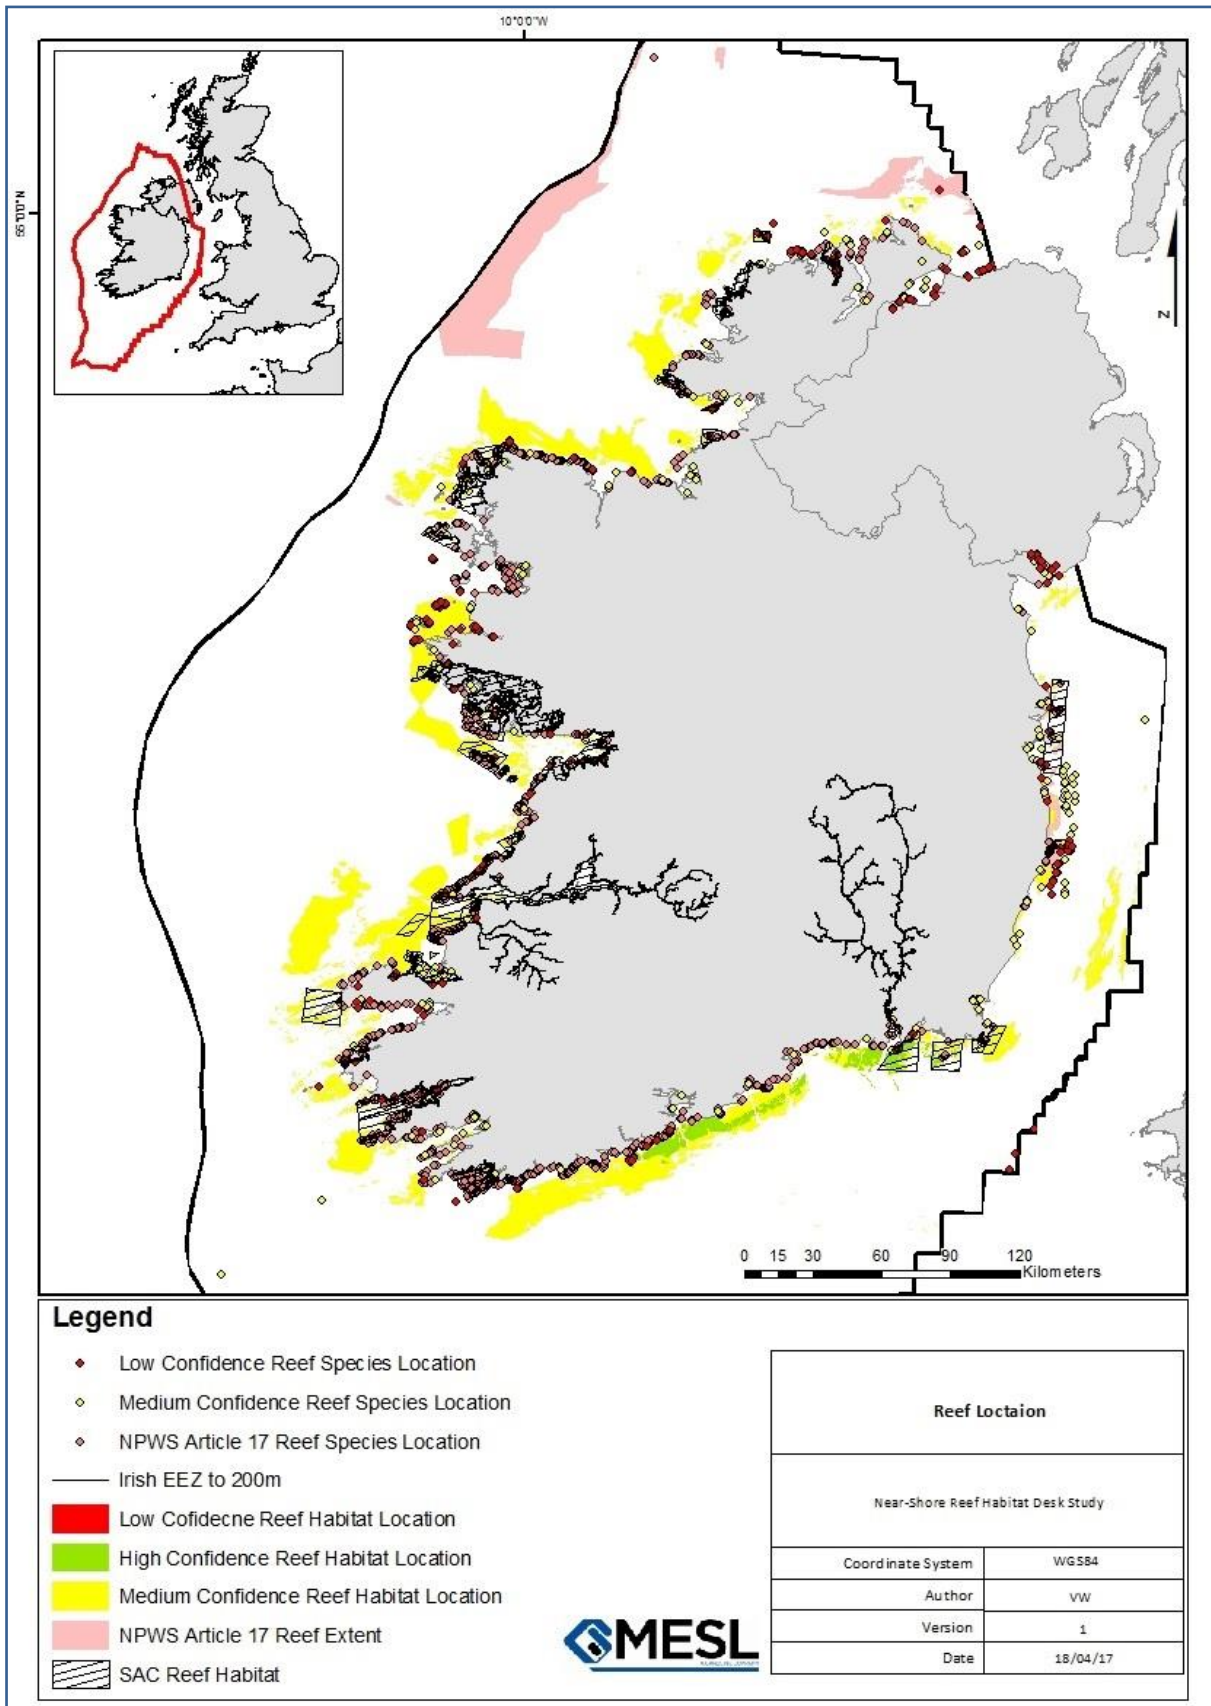 10°0'0"W
55°0'0"N
N
0 15 30 60 90 120
Kilometers
Legend
Low Confidence Reef Species Location
Medium Confidence Reef Species Location
NPWS Article 17 Reef Species Location
Irish EEZ to 200m
Low Cofidecne Reef Habitat Location
High Confidence Reef Habitat Location
Medium Confidence Reef Habitat Location
NPWS Article 17 Reef Extent
SAC Reef Habitat
MESL
Reef Loctaion
Near-Shore Reef Habitat Desk Study
Coordinate System WGS84
Author VW
Version 1
Date 18/04/17